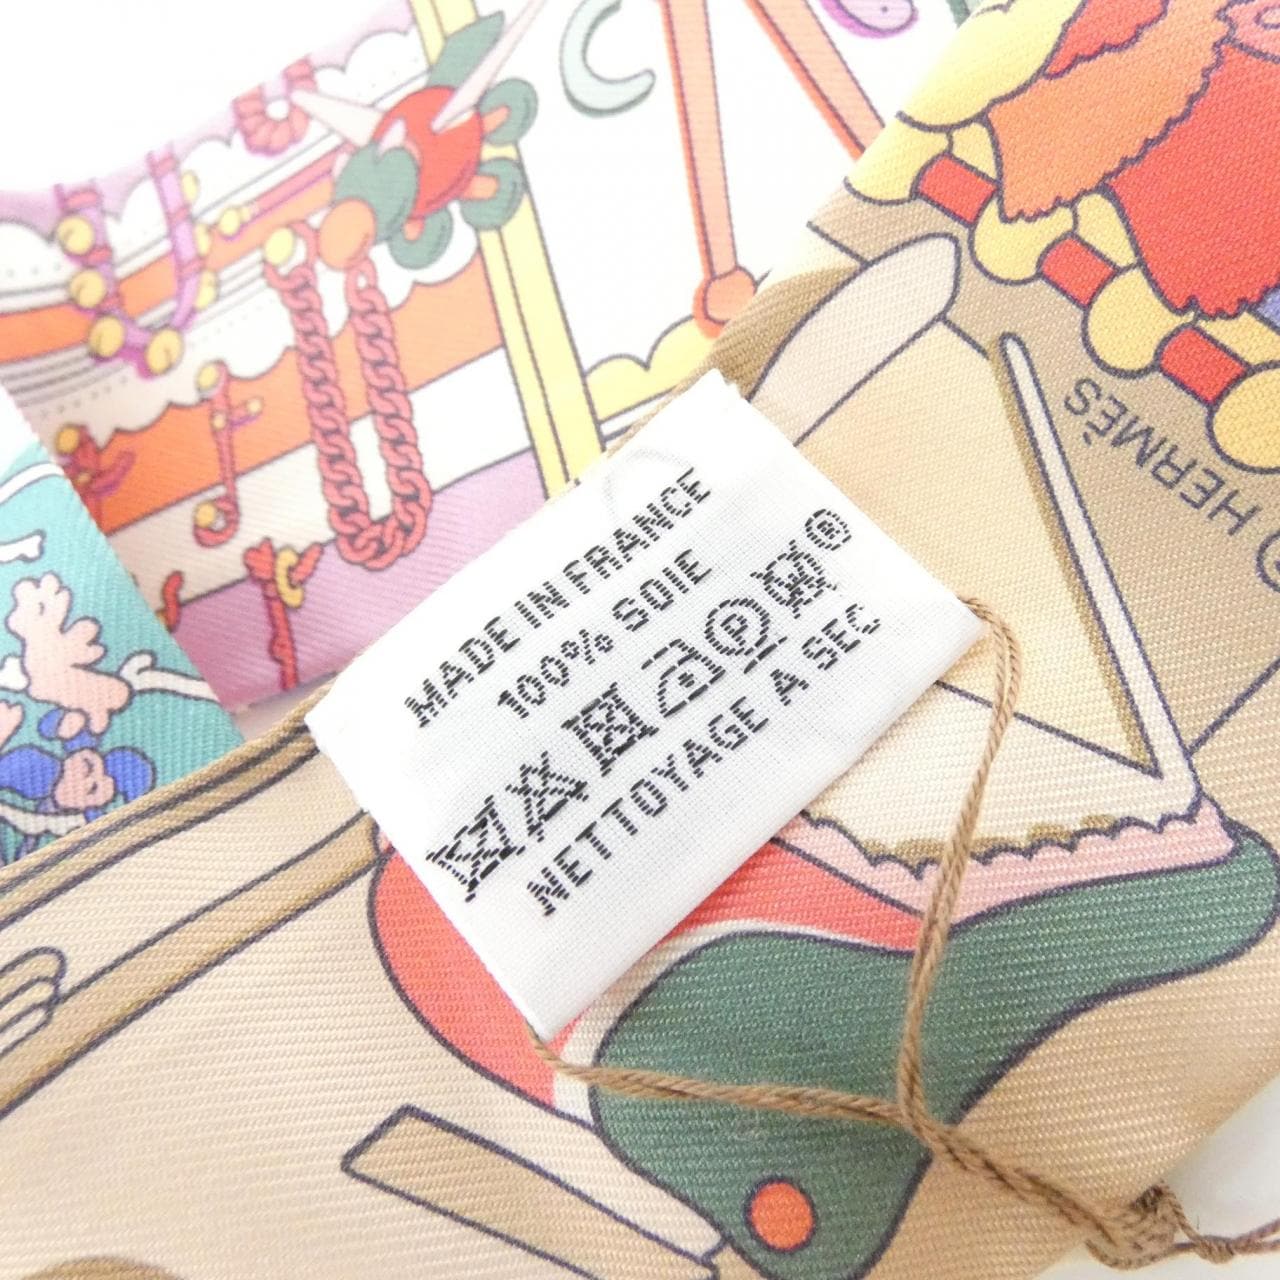 MADE IN FRANCE
100% SOIE
P ®
NETTOYAGE A SEC
© HERMÈS